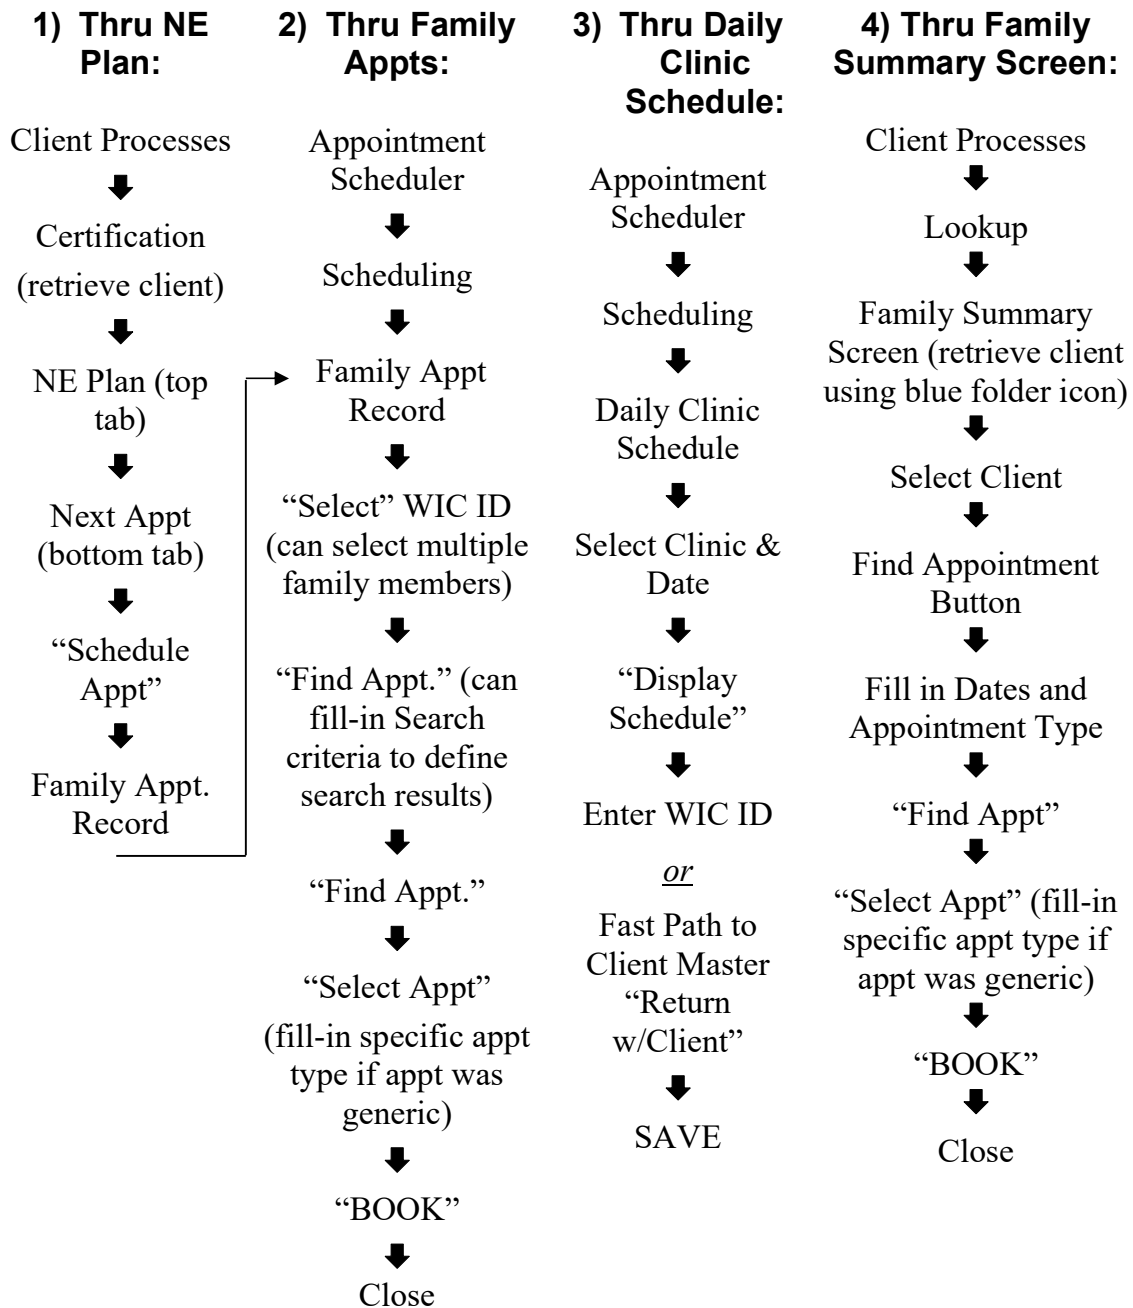 1) Thru NE
Plan:
Client Processes
Certification
(retrieve client)
NE Plan (top
tab)
Next Appt
(bottom tab)
“Schedule
Appt”
Family Appt.
Record
2) Thru Family
Appts:
Appointment
Scheduler
Scheduling
Family Appt
Record
“Select” WIC ID
(can select multiple
family members)
“Find Appt.” (can
fill-in Search
criteria to define
search results)
“Find Appt.”
“Select Appt”
(fill-in specific appt
type if appt was
generic)
“BOOK”
Close
3) Thru Daily
Clinic
Schedule:
Appointment
Scheduler
Scheduling
Daily Clinic
Schedule
Select Clinic &
Date
“Display
Schedule”
Enter WIC ID
or
Fast Path to
Client Master
“Return
w/Client”
SAVE
4) Thru Family
Summary Screen:
Client Processes
Lookup
Family Summary
Screen (retrieve client
using blue folder icon)
Select Client
Find Appointment
Button
Fill in Dates and
Appointment Type
“Find Appt”
“Select Appt” (fill-in
specific appt type if
appt was generic)
“BOOK”
Close